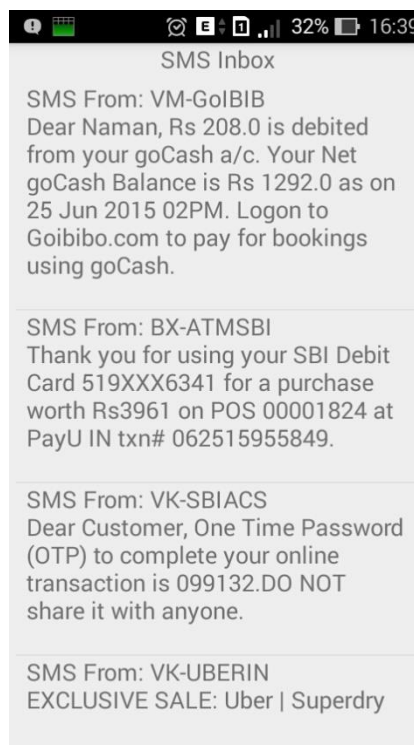 32% 16:39
SMS Inbox
SMS From: VM-GoIBIB
Dear Naman, Rs 208.0 is debited
from your goCash a/c. Your Net
goCash Balance is Rs 1292.0 as on
25 Jun 2015 02PM. Logon to
Goibibo.com to pay for bookings
using goCash.
SMS From: BX-ATMSBI
Thank you for using your SBI Debit
Card 519XXX6341 for a purchase
worth Rs3961 on POS 00001824 at
PayU IN txn# 062515955849.
SMS From: VK-SBIACS
Dear Customer, One Time Password
(OTP) to complete your online
transaction is 099132.DO NOT
share it with anyone.
SMS From: VK-UBERIN
EXCLUSIVE SALE: Uber | Superdry